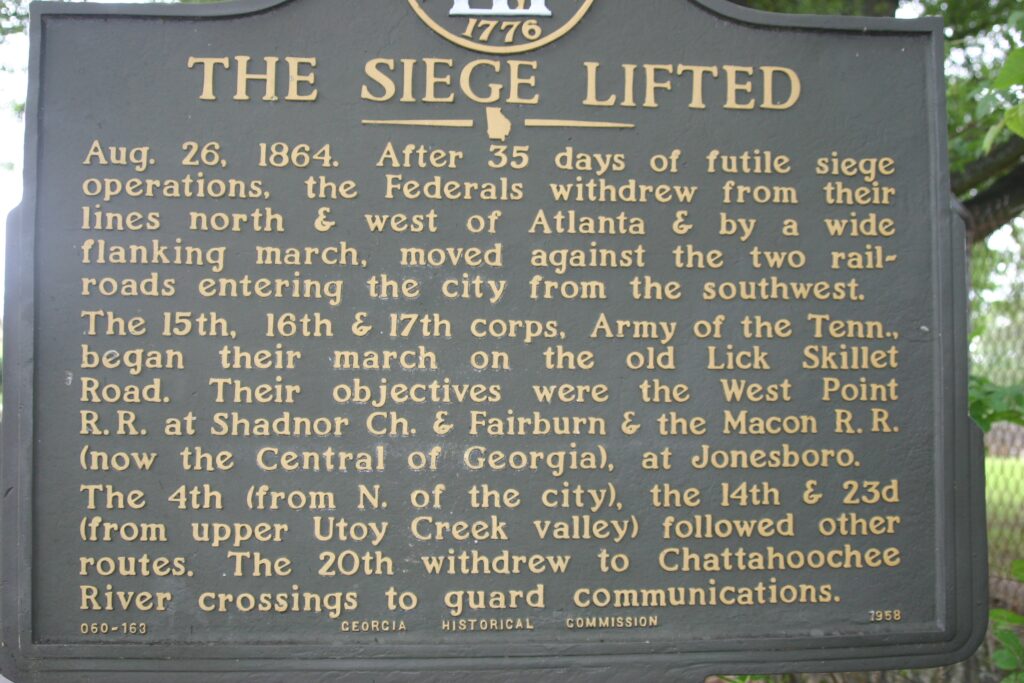 1776
THE SIEGE LIFTED
Aug. 26, 1864. After 35 days of futile siege
operations, the Federals withdrew from their
lines north & west of Atlanta & by a wide
flanking march, moved against the two rail-
roads entering the city from the southwest.
The 15th, 16th & 17th corps, Army of the Tenn.,
began their march on the old Lick Skillet
Road. Their objectives were the West Point
R.R. at Shadnor Ch. & Fairburn & the Macon R.R.
(now the Central of Georgia), at Jonesboro.
The 4th (from N. of the city), the 14th & 23d
(from upper Utoy Creek valley) followed other
routes. The 20th withdrew to Chattahoochee
River crossings to guard communications.
060-163 GEORGIA HISTORICAL COMMISSION 1958